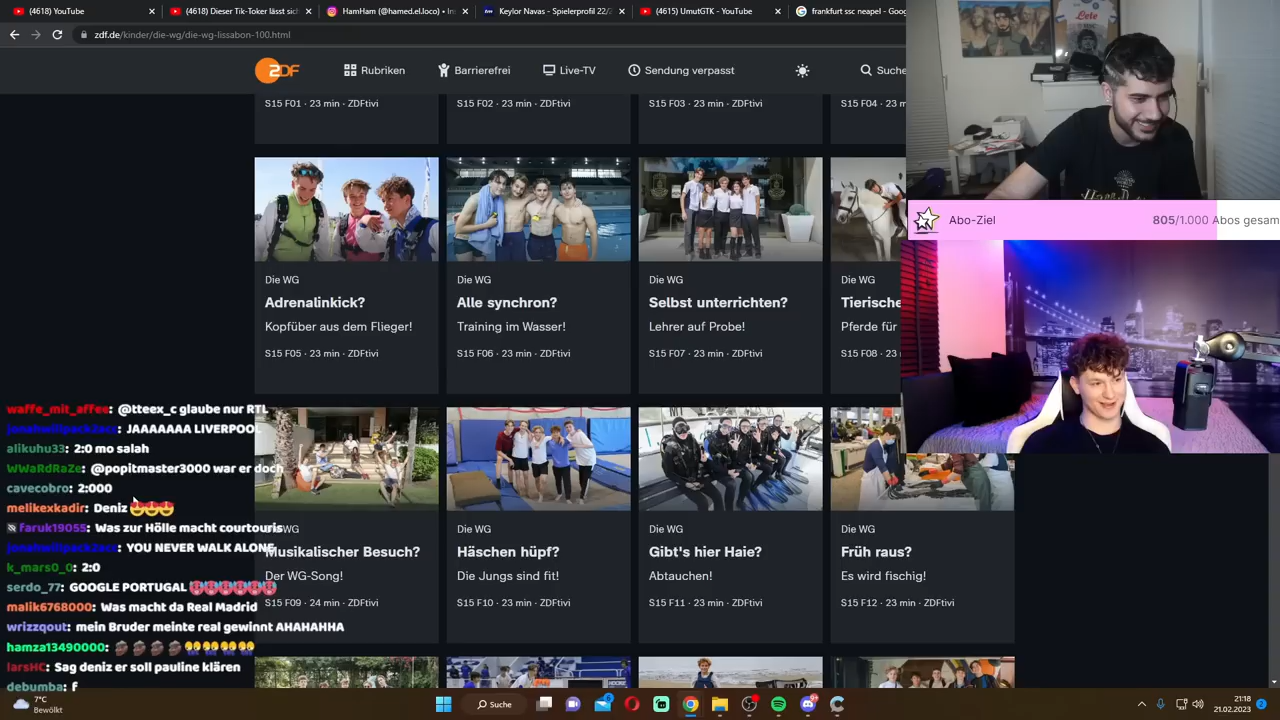 (4618) YouTube
(4618) Dieser Tik-Toker lässt sich
HamHam (@hamed.el.loco) • I
Keylor Navas - Spielerprofil 22/
(4615) UmutGTK - YouTube
frankfurt ssc neapel - Goo
zdf.de/kinder/die-wg/die-wg-lissabon-100.html
ZDF
Rubriken
Barrierefrei
Live-TV
Sendung verpasst
Suche
S15 F01 · 23 min · ZDFtivi
S15 F02 · 23 min · ZDFtivi
S15 F03 · 23 min · ZDFtivi
S15 F04
Abo-Ziel
805/1.000 Abos gesam
Die WG
Die WG
Die WG
Die WG
Adrenalinkick?
Alle synchron?
Selbst unterrichten?
Tierische
Kopfüber aus dem Flieger!
Training im Wasser!
Lehrer auf Probe!
Pferde für
S15 F05 · 23 min · ZDFtivi
S15 F06 · 23 min · ZDFtivi
S15 F07 · 23 min · ZDFtivi
S15 F08 · 23 min
waffe_mit_affee: @tteex_c glaube nur RTL
JAAAAAAA LIVERPOOL
alikuhu33: 2:0 mo salah
WWaRdRaZe: @popitmaster3000 war er doch
cavecobro: 2:000
melikexkadir: Deniz 😍😍😍
faruk1905S: Was zur Hölle macht courtouris
YOU NEVER WALK ALONE
k_mars0_0: 2:0
serdo_77: GOOGLE PORTUGAL
malik6768000: Was macht da Real Madrid
wrizzqout: mein Bruder meinte real gewinnt AHAHAHHA
hamza13490000:
larsHC: Sag deniz er soll pauline klären
debumba: f
Die WG
Die WG
Die WG
Die WG
Musikalischer Besuch?
Häschen hüpf?
Gibt's hier Haie?
Früh raus?
Der WG-Song!
Die Jungs sind fit!
Abtauchen!
Es wird fischig!
S15 F09 · 24 min · ZDFtivi
S15 F10 · 23 min · ZDFtivi
S15 F11 · 23 min · ZDFtivi
S15 F12 · 23 min · ZDFtivi
7°C
Bewölkt
Suche
21:18
21.02.2023